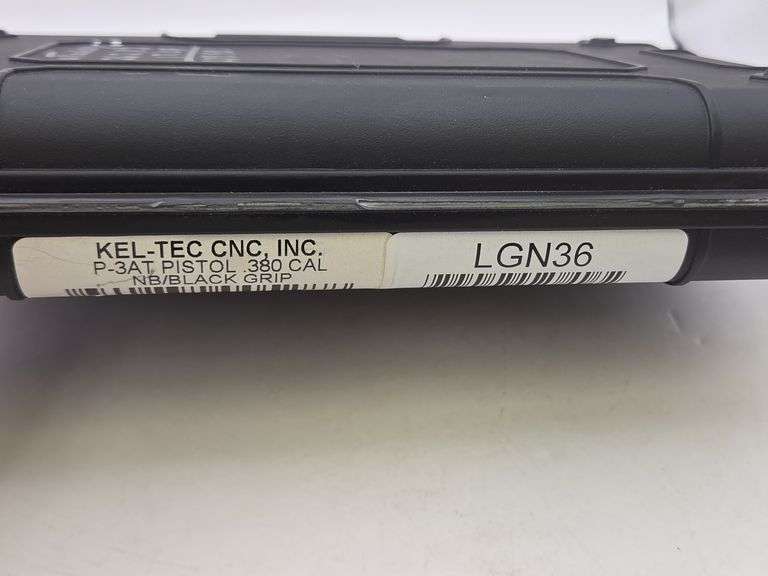 KEL-TEC CNC, INC.
P-3AT PISTOL .380 CAL
NB/BLACK GRIP
LGN36